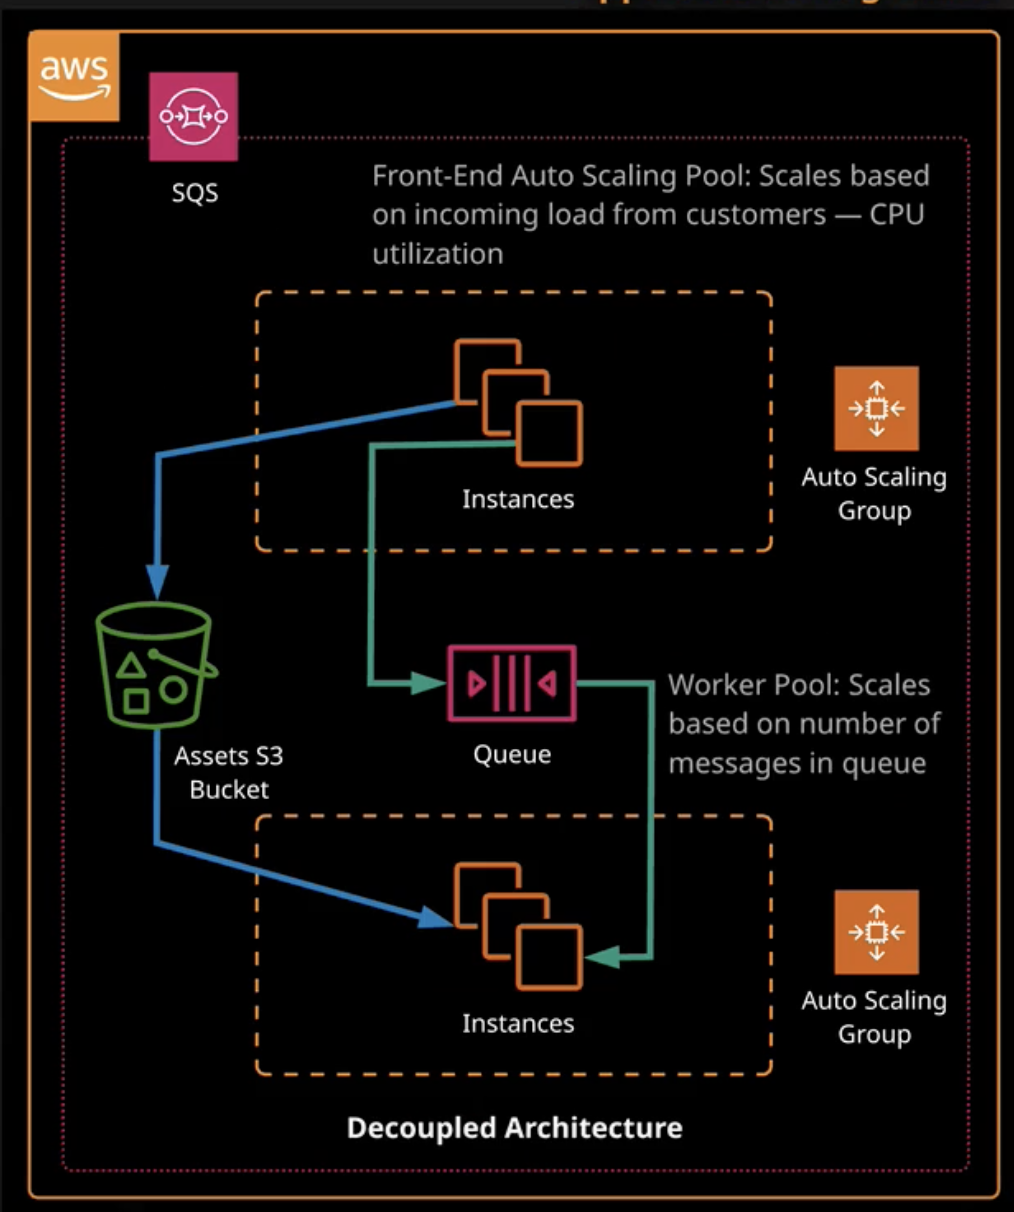 aws
SQS
Front-End Auto Scaling Pool: Scales based
on incoming load from customers — CPU
utilization
Instances
Auto Scaling
Group
Assets S3
Bucket
Queue
Worker Pool: Scales
based on number of
messages in queue
Instances
Auto Scaling
Group
Decoupled Architecture